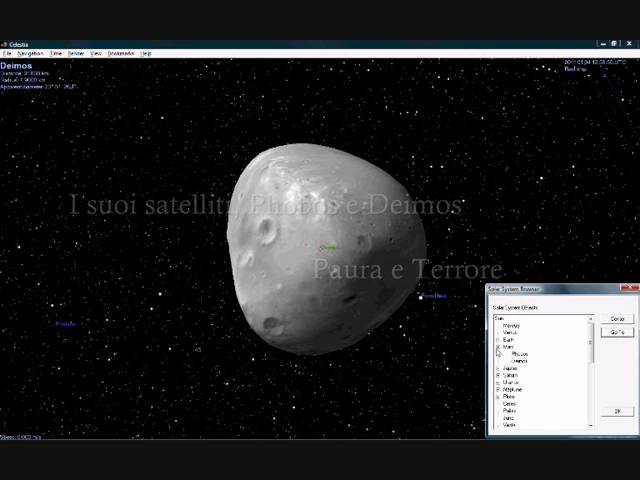 Celestia
File Navigation Time Render View Bookmarks Help
Deimos
I suoi satelliti, Phobos e Deimos
Paura e Terrore
Phobos
Solar System Browser
Solar System Objects
Sun
Mercury
Venus
Earth
Mars
Phobos
Deimos
Jupiter
Saturn
Uranus
Neptune
Pluto
Ceres
Pallas
Juno
Vesta
Center
Go To
OK